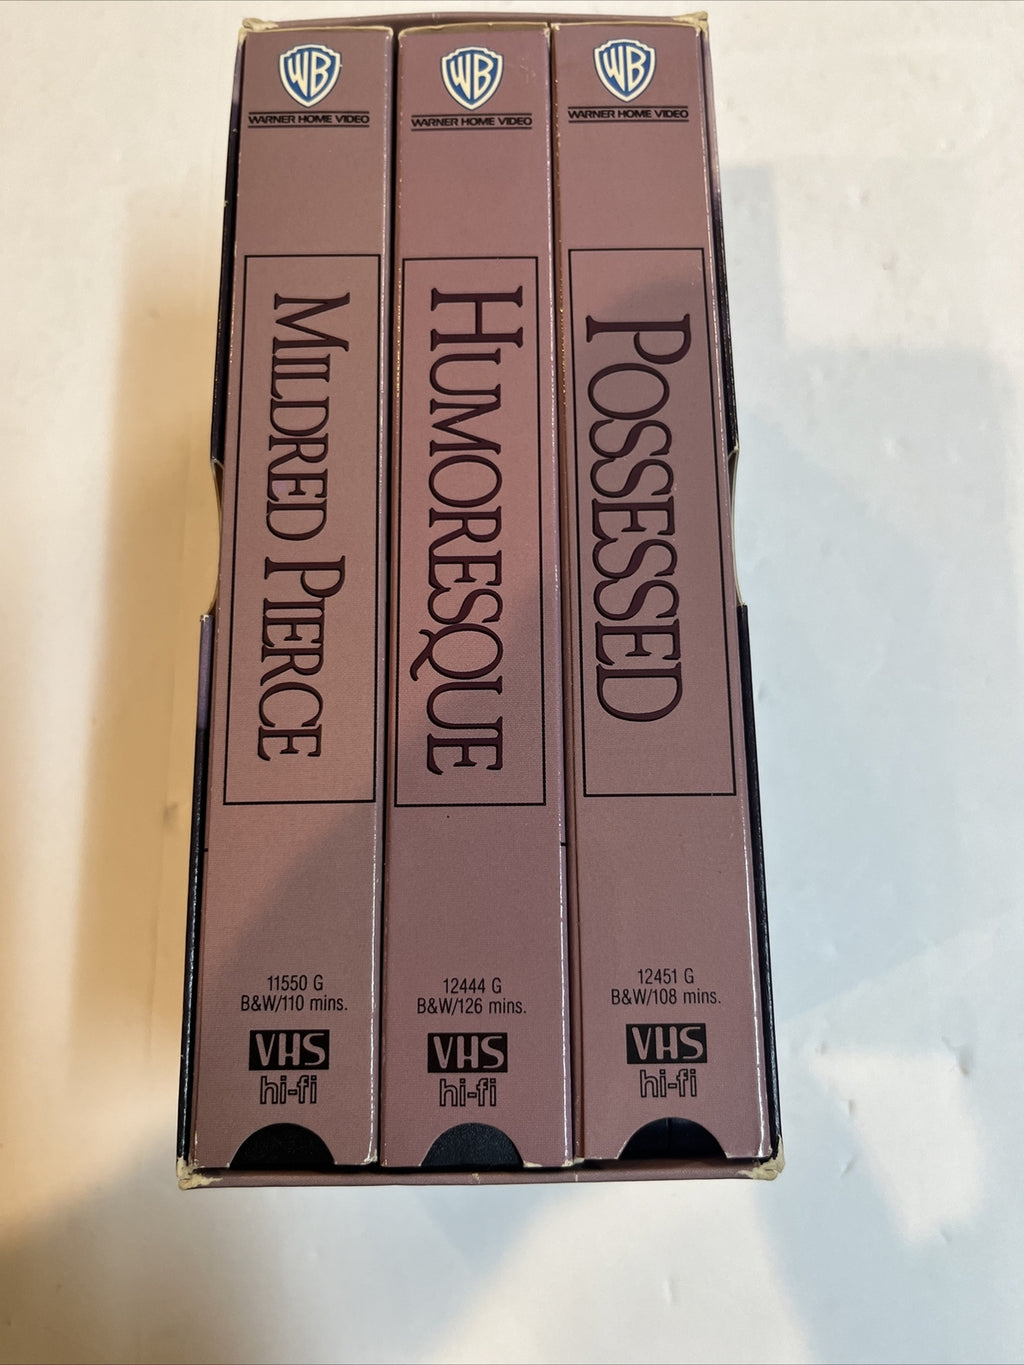 WB
WARNER HOME VIDEO
MILDRED PIERCE
11550 G
B&W/110 mins.
VHS
hi-fi
WB
WARNER HOME VIDEO
HUMORESQUE
12444 G
B&W/126 mins.
VHS
hi-fi
WB
WARNER HOME VIDEO
POSSESSED
12451 G
B&W/108 mins.
VHS
hi-fi